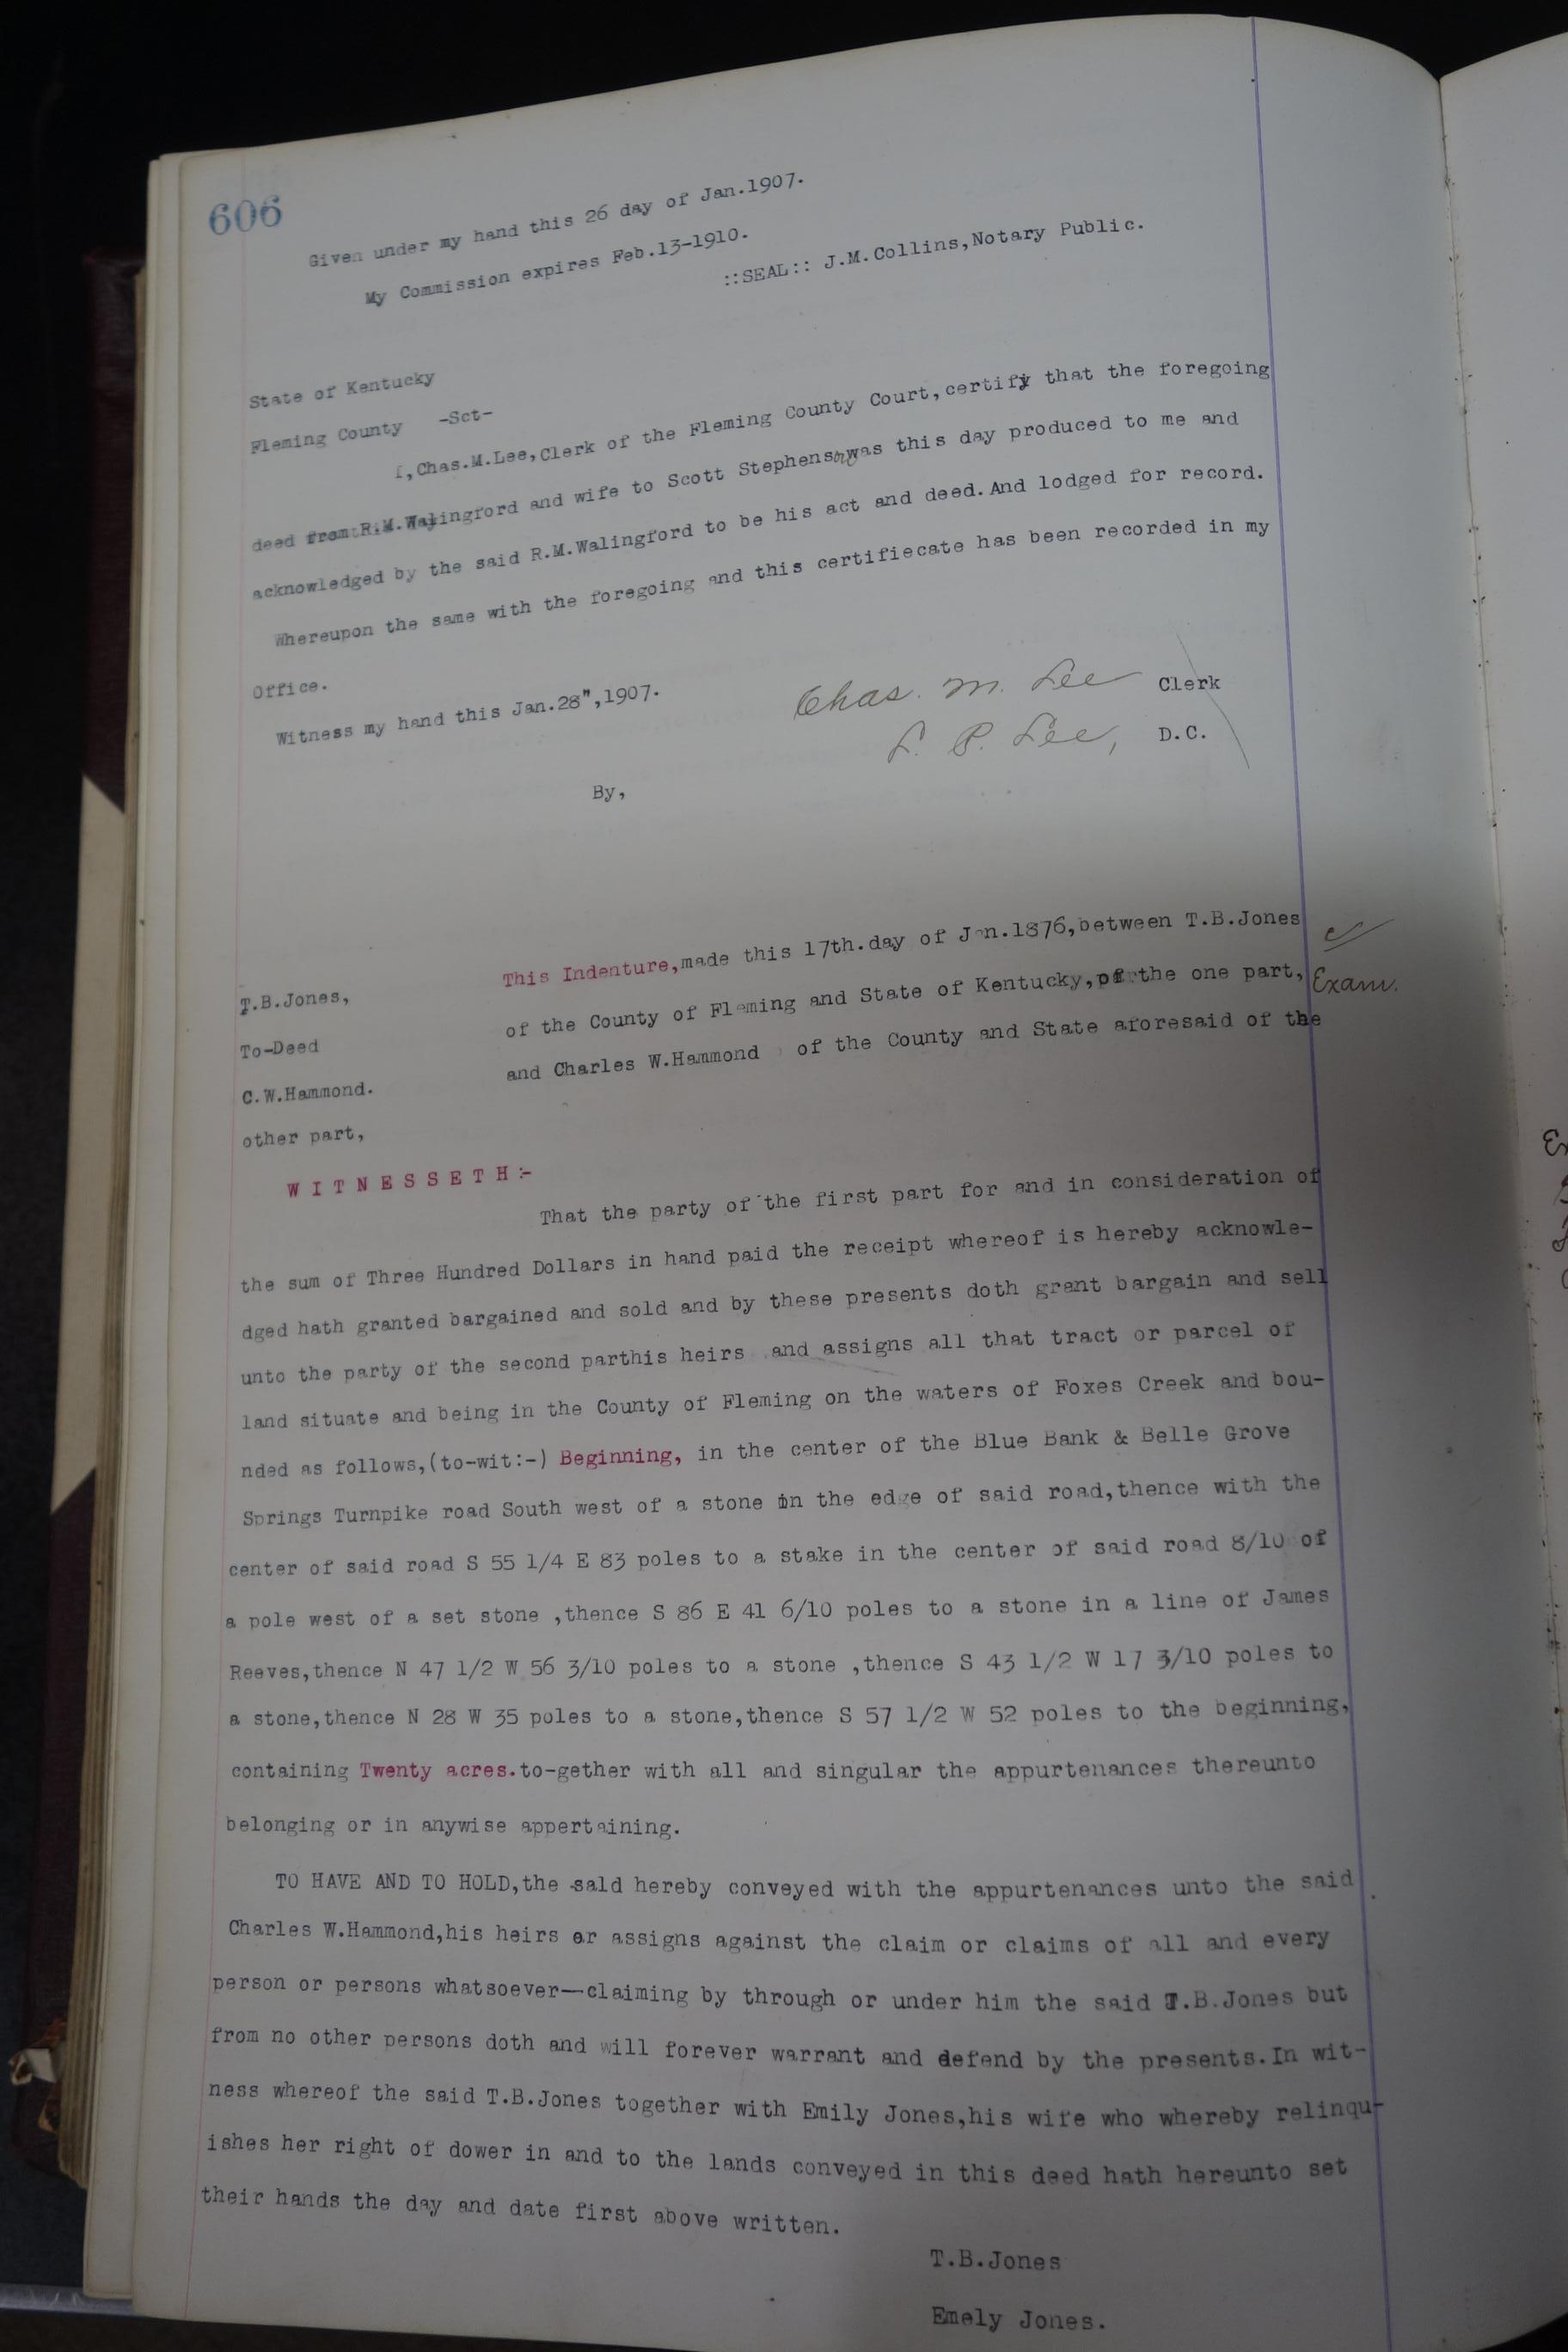 606
Given under my hand this 26 day of Jan.1907.
My Commission expires Feb.13-1910.
::SEAL:: J.M.Collins,Notary Public.
State of Kentucky
Fleming County -Sct-
I,Chas.M.Lee,Clerk of the Fleming County Court,certify that the foregoing
deed from R.M.Walingford and wife to Scott Stephens was this day produced to me and
acknowledged by the said R.M.Walingford to be his act and deed.And lodged for record.
Whereupon the same with the foregoing and this certifiecate has been recorded in my
Office.
Witness my hand this Jan.28",1907.
Chas. M. Lee Clerk
L. P. Lee, D.C.
By,
T.B.Jones,
To-Deed
C.W.Hammond.
This Indenture,made this 17th.day of Jan.1876,between T.B.Jones
of the County of Fleming and State of Kentucky,of the one part,
and Charles W.Hammond of the County and State aforesaid of the
other part,
Exam.
W I T N E S S E T H :-
That the party of the first part for and in consideration of
the sum of Three Hundred Dollars in hand paid the receipt whereof is hereby acknowle-
dged hath granted bargained and sold and by these presents doth grant bargain and sell
unto the party of the second parthis heirs and assigns all that tract or parcel of
land situate and being in the County of Fleming on the waters of Foxes Creek and bou-
nded as follows,(to-wit:-) Beginning, in the center of the Blue Bank & Belle Grove
Springs Turnpike road South west of a stone in the edge of said road,thence with the
center of said road S 55 1/4 E 83 poles to a stake in the center of said road 8/10 of
a pole west of a set stone ,thence S 86 E 41 6/10 poles to a stone in a line of James
Reeves,thence N 47 1/2 W 56 3/10 poles to a stone ,thence S 43 1/2 W 17 3/10 poles to
a stone,thence N 28 W 35 poles to a stone,thence S 57 1/2 W 52 poles to the beginning,
containing Twenty acres.to-gether with all and singular the appurtenances thereunto
belonging or in anywise appertaining.
TO HAVE AND TO HOLD,the sald hereby conveyed with the appurtenances unto the said
Charles W.Hammond,his heirs or assigns against the claim or claims of all and every
person or persons whatsoever—claiming by through or under him the said T.B.Jones but
from no other persons doth and will forever warrant and defend by the presents.In wit-
ness whereof the said T.B.Jones together with Emily Jones,his wife who whereby relinqu-
ishes her right of dower in and to the lands conveyed in this deed hath hereunto set
their hands the day and date first above written.
T.B.Jones
Emely Jones.